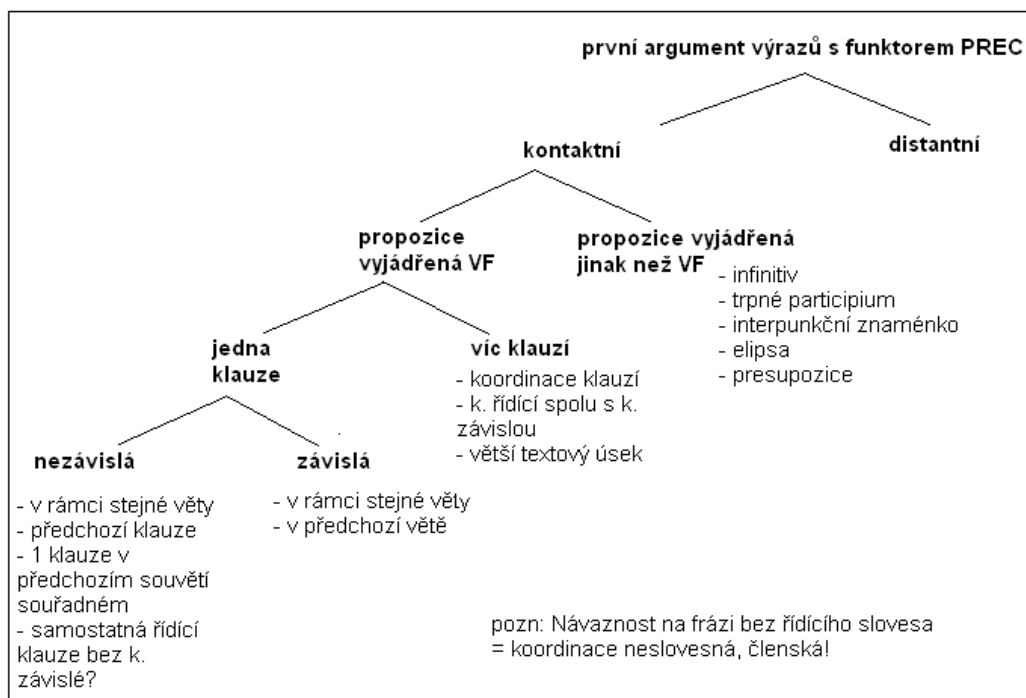 první argument výrazů s funktorem PREC
kontaktní
distantní
propozice
vyjádřená VF
propozice vyjádřená
jinak než VF
- infinitiv
- trpné participium
- interpunkční znaménko
- elipsa
- presupozice
jedna
klauze
víc klauzí
- koordinace klauzí
- k. řídící spolu s k.
závislou
- větší textový úsek
nezávislá
- v rámci stejné věty
- předchozí klauze
- 1 klauze v
předchozím souvětí
souřadném
- samostatná řídící
klauze bez k.
závislé?
závislá
- v rámci stejné věty
- v předchozí větě
pozn: Návaznost na frázi bez řídícího slovesa
= koordinace neslovesná, členská!